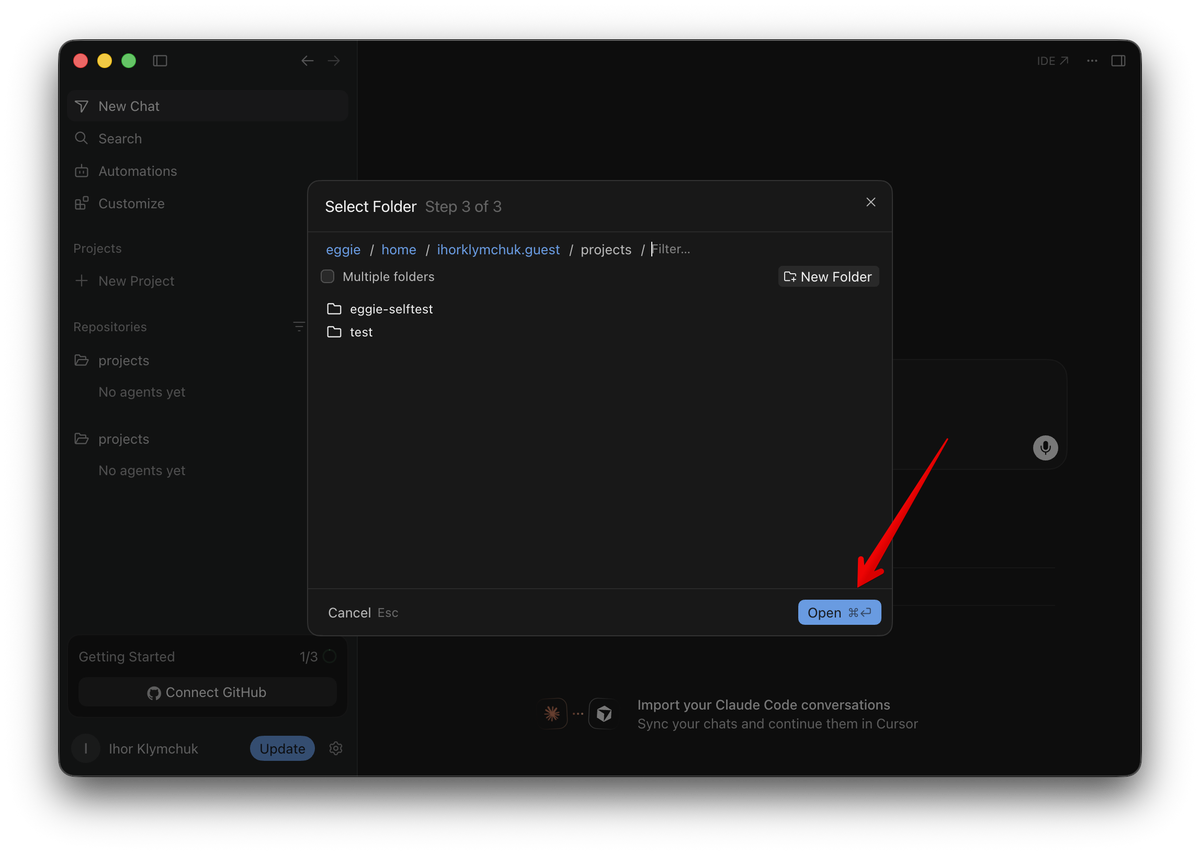 IDE ↗ ...
New Chat
Search
Automations
Customize
Projects
New Project
Repositories
projects
No agents yet
projects
No agents yet
Select Folder Step 3 of 3
eggie / home / ihorklymchuk.guest / projects / Filter...
Multiple folders
New Folder
eggie-selftest
test
Cancel Esc
Open ⌘⏎
Getting Started 1/3
Connect GitHub
I Ihor Klymchuk Update
Import your Claude Code conversations
Sync your chats and continue them in Cursor